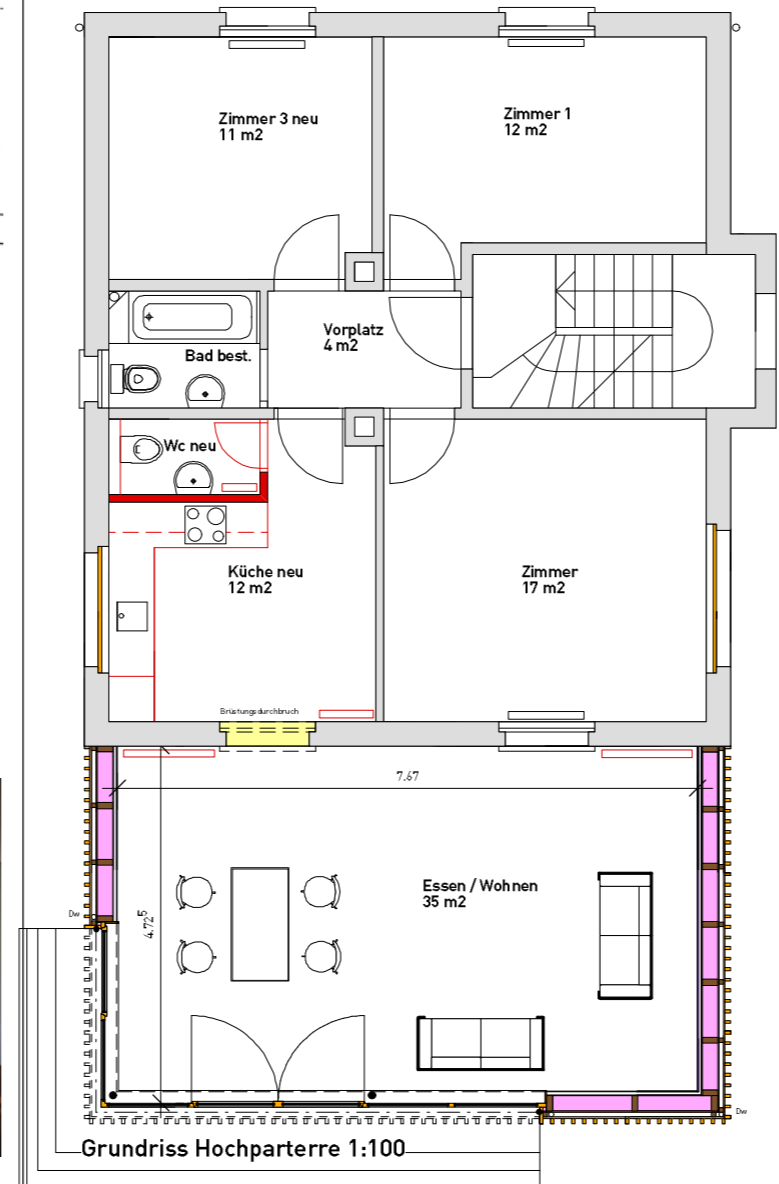 Zimmer 3 neu
11 m2
Zimmer 1
12 m2
Vorplatz
4 m2
Bad best.
Wc neu
Küche neu
12 m2
Zimmer
17 m2
Brüstungsdurchbruch
7.67
4.72⁵
Essen / Wohnen
35 m2
Dw
Dw
Grundriss Hochparterre 1:100